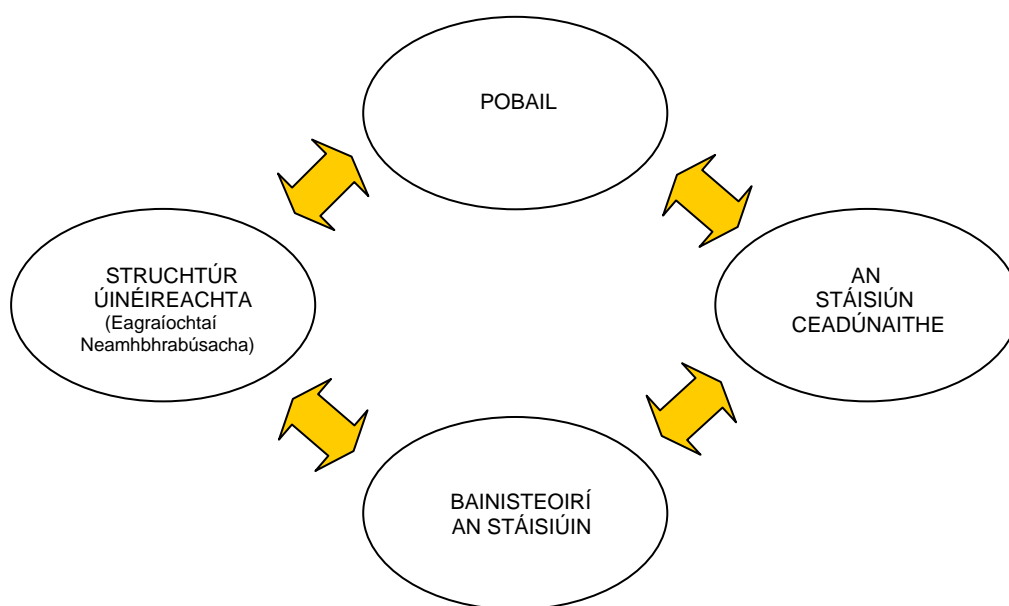 POBAIL
STRUCHTÚR
ÚINÉIREACHTA
(Eagraíochtaí
Neamhbhrabúsacha)
AN
STÁISIÚN
CEADÚNAITHE
BAINISTEOIRÍ
AN STÁISIÚIN